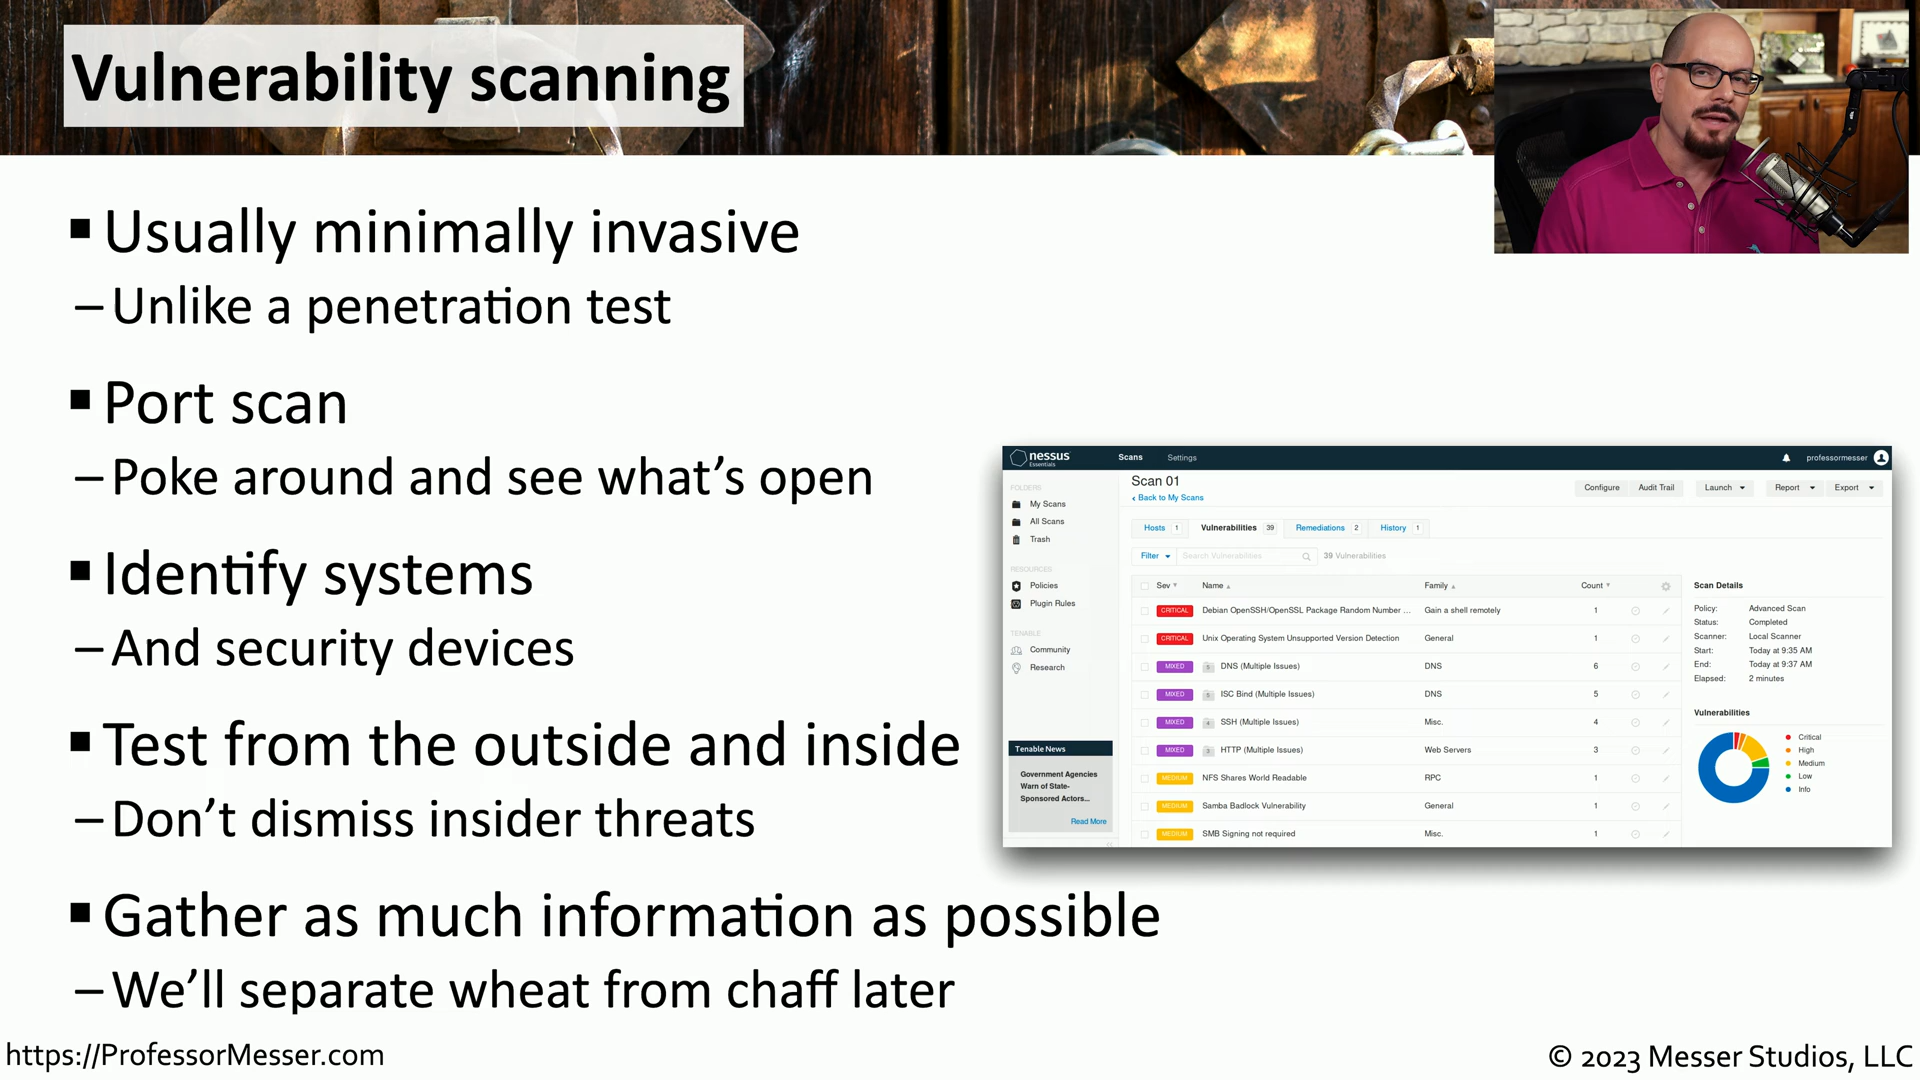 Vulnerability scanning
▪ Usually minimally invasive
– Unlike a penetration test
▪ Port scan
– Poke around and see what's open
▪ Identify systems
– And security devices
▪ Test from the outside and inside
– Don't dismiss insider threats
▪ Gather as much information as possible
– We'll separate wheat from chaff later
nessus
Essentials
Scans Settings
professormesser
FOLDERS
My Scans
All Scans
Trash
RESOURCES
Policies
Plugin Rules
TENABLE
Community
Research
Tenable News
Government Agencies
Warn of State-
Sponsored Actors...
Read More
Scan 01
Back to My Scans
Configure Audit Trail Launch Report Export
Hosts 1 Vulnerabilities 39 Remediations 2 History 1
Filter Search Vulnerabilities 39 Vulnerabilities
Sev Name Family Count
CRITICAL Debian OpenSSH/OpenSSL Package Random Number ... Gain a shell remotely 1
CRITICAL Unix Operating System Unsupported Version Detection General 1
MIXED 5 DNS (Multiple Issues) DNS 6
MIXED 5 ISC Bind (Multiple Issues) DNS 5
MIXED 4 SSH (Multiple Issues) Misc. 4
MIXED 3 HTTP (Multiple Issues) Web Servers 3
MEDIUM NFS Shares World Readable RPC 1
MEDIUM Samba Badlock Vulnerability General 1
MEDIUM SMB Signing not required Misc. 1
Scan Details
Policy: Advanced Scan
Status: Completed
Scanner: Local Scanner
Start: Today at 9:35 AM
End: Today at 9:37 AM
Elapsed: 2 minutes
Vulnerabilities
Critical
High
Medium
Low
Info
https://ProfessorMesser.com
© 2023 Messer Studios, LLC